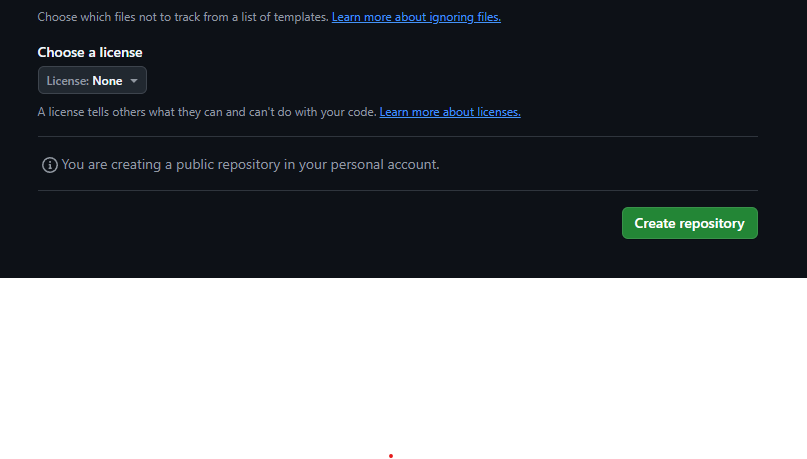 Choose which files not to track from a list of templates. Learn more about ignoring files.
Choose a license
License: None
A license tells others what they can and can't do with your code. Learn more about licenses.
You are creating a public repository in your personal account.
Create repository